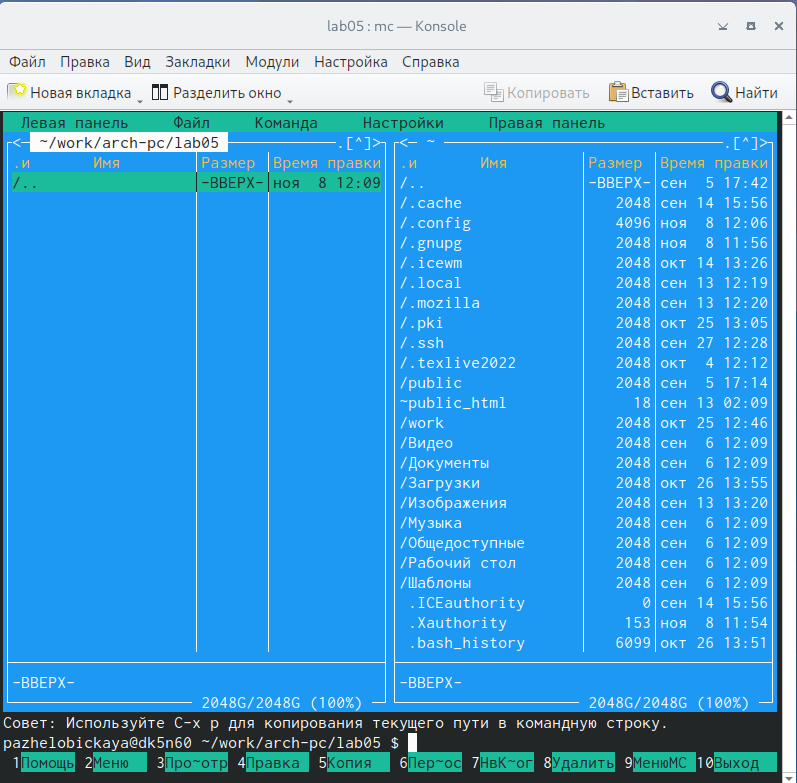 lab05 : mc — Konsole
Файл Правка Вид Закладки Модули Настройка Справка
Новая вкладка Разделить окно Копировать Вставить Найти
Левая панель Файл Команда Настройки Правая панель
<— ~/work/arch-pc/lab05 .[^]> <— ~ .[^]>
.и Имя Размер Время правки .и Имя Размер Время правки
/.. -ВВЕРХ- ноя 8 12:09 /.. -ВВЕРХ- сен 5 17:42
/.cache 2048 сен 14 15:56
/.config 4096 ноя 8 12:06
/.gnupg 2048 ноя 8 11:56
/.icewm 2048 окт 14 13:26
/.local 2048 сен 13 12:19
/.mozilla 2048 сен 13 12:20
/.pki 2048 окт 25 13:05
/.ssh 2048 сен 27 12:28
/.texlive2022 2048 окт 4 12:12
/public 2048 сен 5 17:14
~public_html 18 сен 13 02:09
/work 2048 окт 25 12:46
/Видео 2048 сен 6 12:09
/Документы 2048 сен 6 12:09
/Загрузки 2048 окт 26 13:55
/Изображения 2048 сен 13 13:20
/Музыка 2048 сен 6 12:09
/Общедоступные 2048 сен 6 12:09
/Рабочий стол 2048 сен 6 12:09
/Шаблоны 2048 сен 6 12:09
.ICEauthority 0 сен 14 15:56
.Xauthority 153 ноя 8 11:54
.bash_history 6099 окт 26 13:51
-ВВЕРХ- -ВВЕРХ-
2048G/2048G (100%) 2048G/2048G (100%)
Совет: Используйте C-x p для копирования текущего пути в командную строку.
pazhelobickaya@dk5n60 ~/work/arch-pc/lab05 $
1Помощь 2Меню 3Про~отр 4Правка 5Копия 6Пер~ос 7НвК~ог 8Удалить 9МенюMC 10Выход